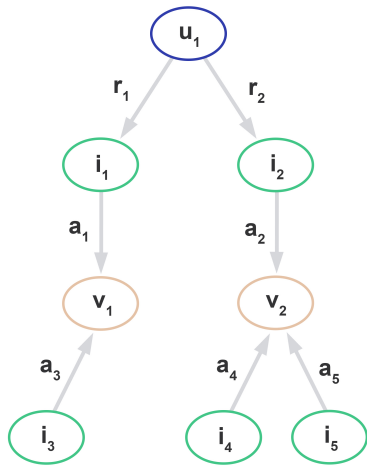 u₁
r₁ r₂
i₁ i₂
a₁ a₂
v₁ v₂
a₃ a₄ a₅
i₃ i₄ i₅